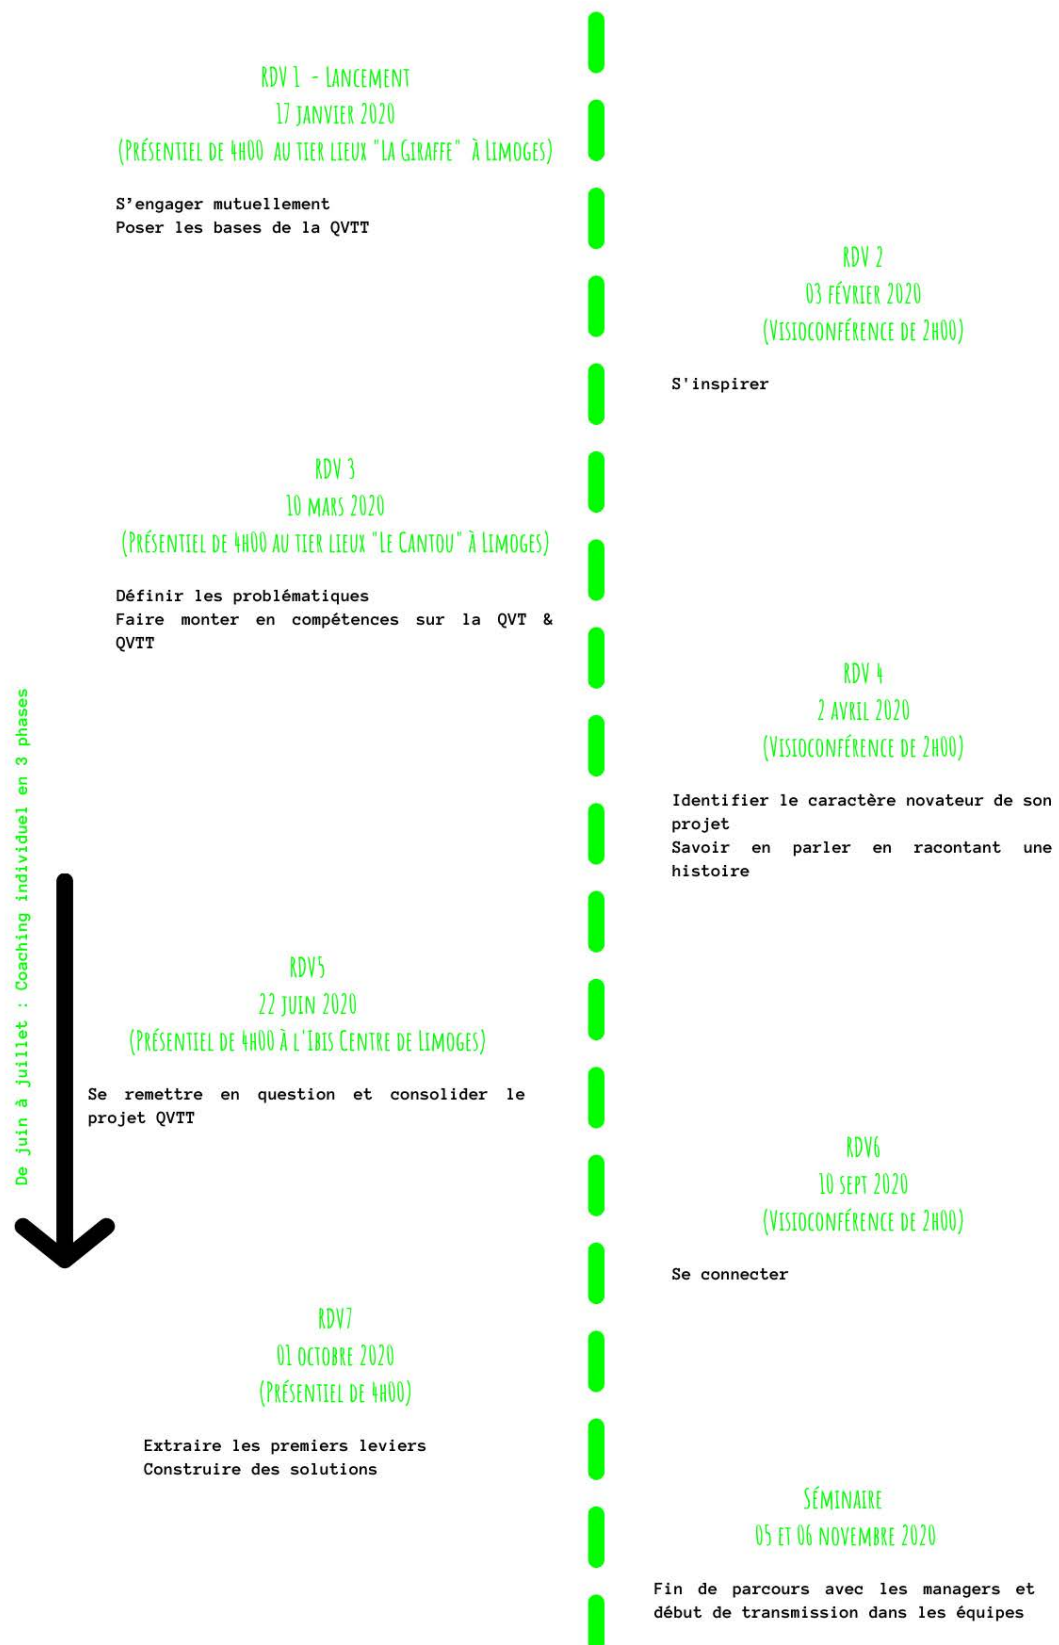 RDV 1 - Lancement
17 janvier 2020
(Présentiel de 4h00 au tier lieux "La Giraffe" à Limoges)
S’engager mutuellement
Poser les bases de la QVTT
RDV 2
03 février 2020
(Visioconférence de 2h00)
S'inspirer
RDV 3
10 mars 2020
(Présentiel de 4h00 au tier lieux "Le Cantou" à Limoges)
Définir les problématiques
Faire monter en compétences sur la QVT &
QVTT
RDV 4
2 avril 2020
(Visioconférence de 2h00)
Identifier le caractère novateur de son
projet
Savoir en parler en racontant une
histoire
De juin à juillet : Coaching individuel en 3 phases
RDV5
22 juin 2020
(Présentiel de 4h00 à l'Ibis Centre de Limoges)
Se remettre en question et consolider le
projet QVTT
RDV6
10 sept 2020
(Visioconférence de 2h00)
Se connecter
RDV7
01 octobre 2020
(Présentiel de 4h00)
Extraire les premiers leviers
Construire des solutions
Séminaire
05 et 06 novembre 2020
Fin de parcours avec les managers et
début de transmission dans les équipes